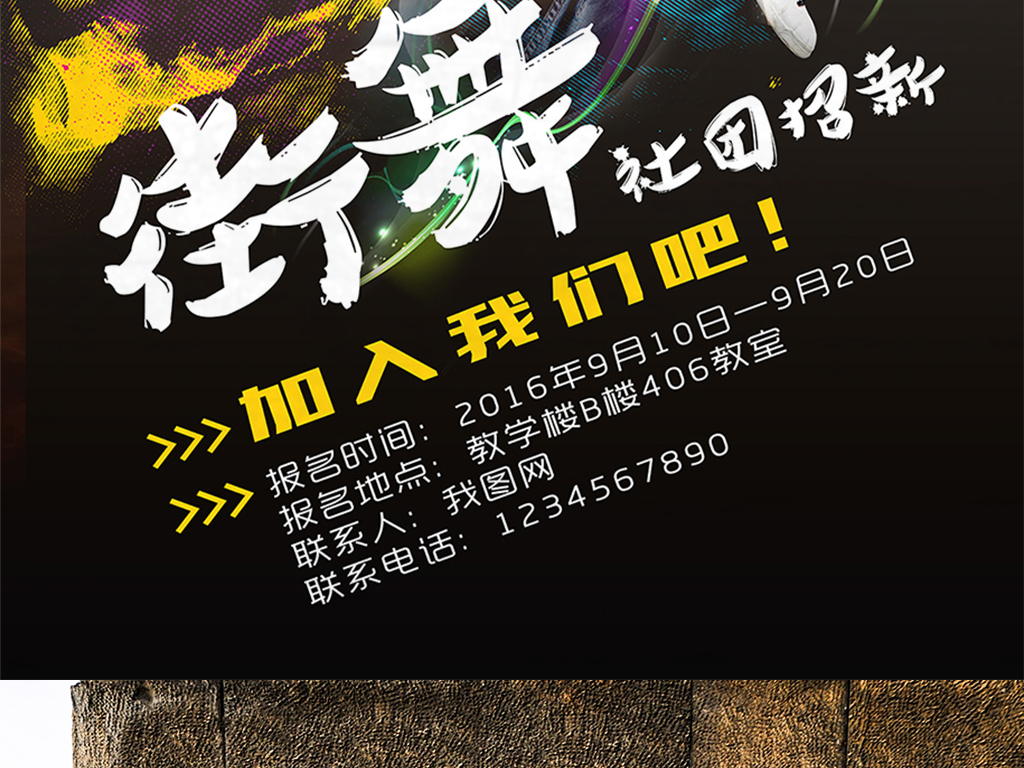 街舞
社团招新
>>> 加入我们吧！
>>> 报名时间：2016年9月10日—9月20日
报名地点：教学楼B楼406教室
联系人：我图网
联系电话：1234567890